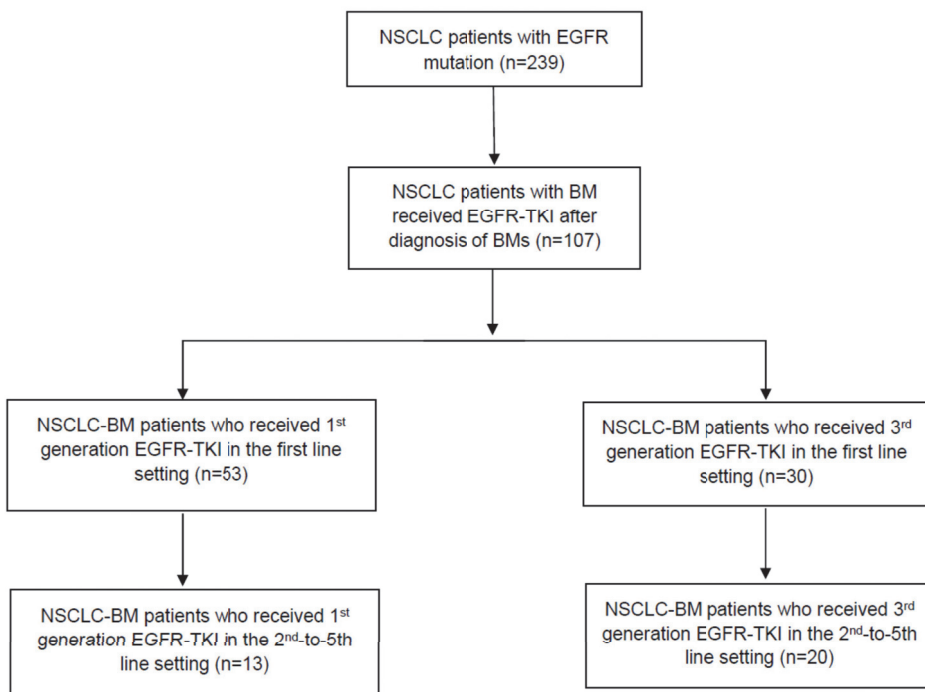 NSCLC patients with EGFR
mutation (n=239)
NSCLC patients with BM
received EGFR-TKI after
diagnosis of BMs (n=107)
NSCLC-BM patients who received 1st
generation EGFR-TKI in the first line
setting (n=53)
NSCLC-BM patients who received 3rd
generation EGFR-TKI in the first line
setting (n=30)
NSCLC-BM patients who received 1st
generation EGFR-TKI in the 2nd-to-5th
line setting (n=13)
NSCLC-BM patients who received 3rd
generation EGFR-TKI in the 2nd-to-5th
line setting (n=20)